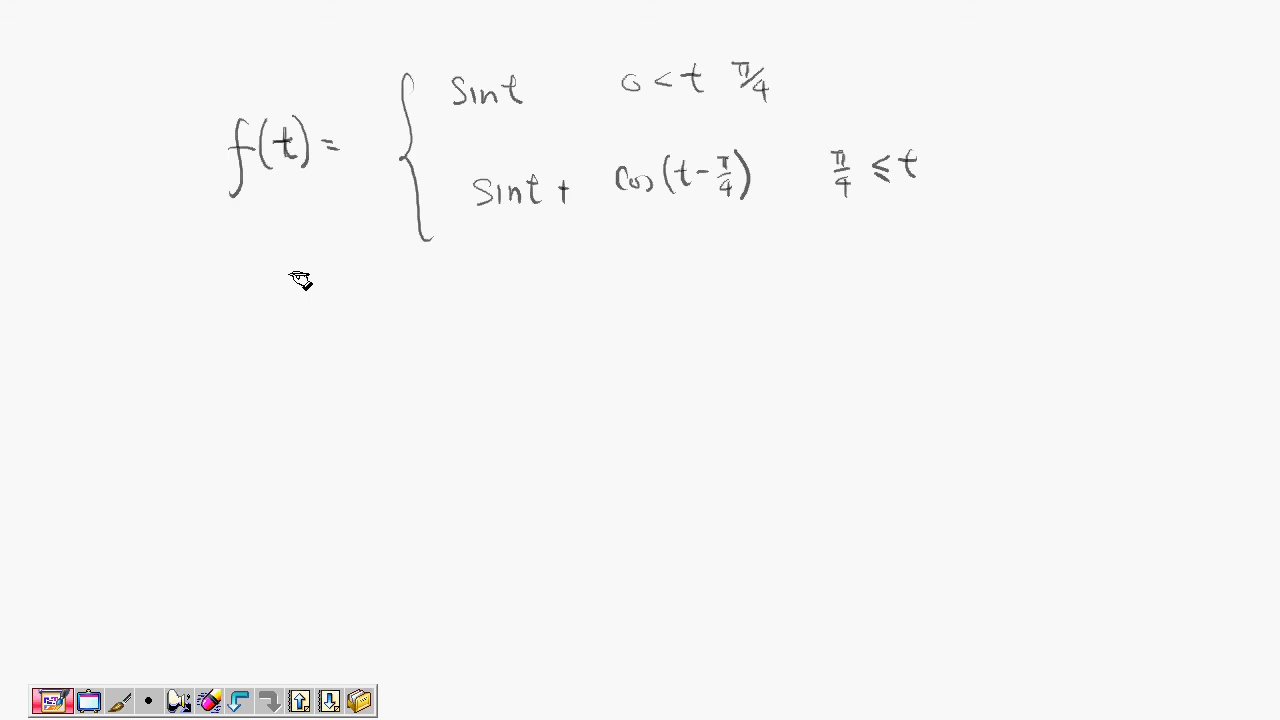 sint 0 < t π/4
f(t) = {
sint + cos(t - π/4) π/4 ≤ t